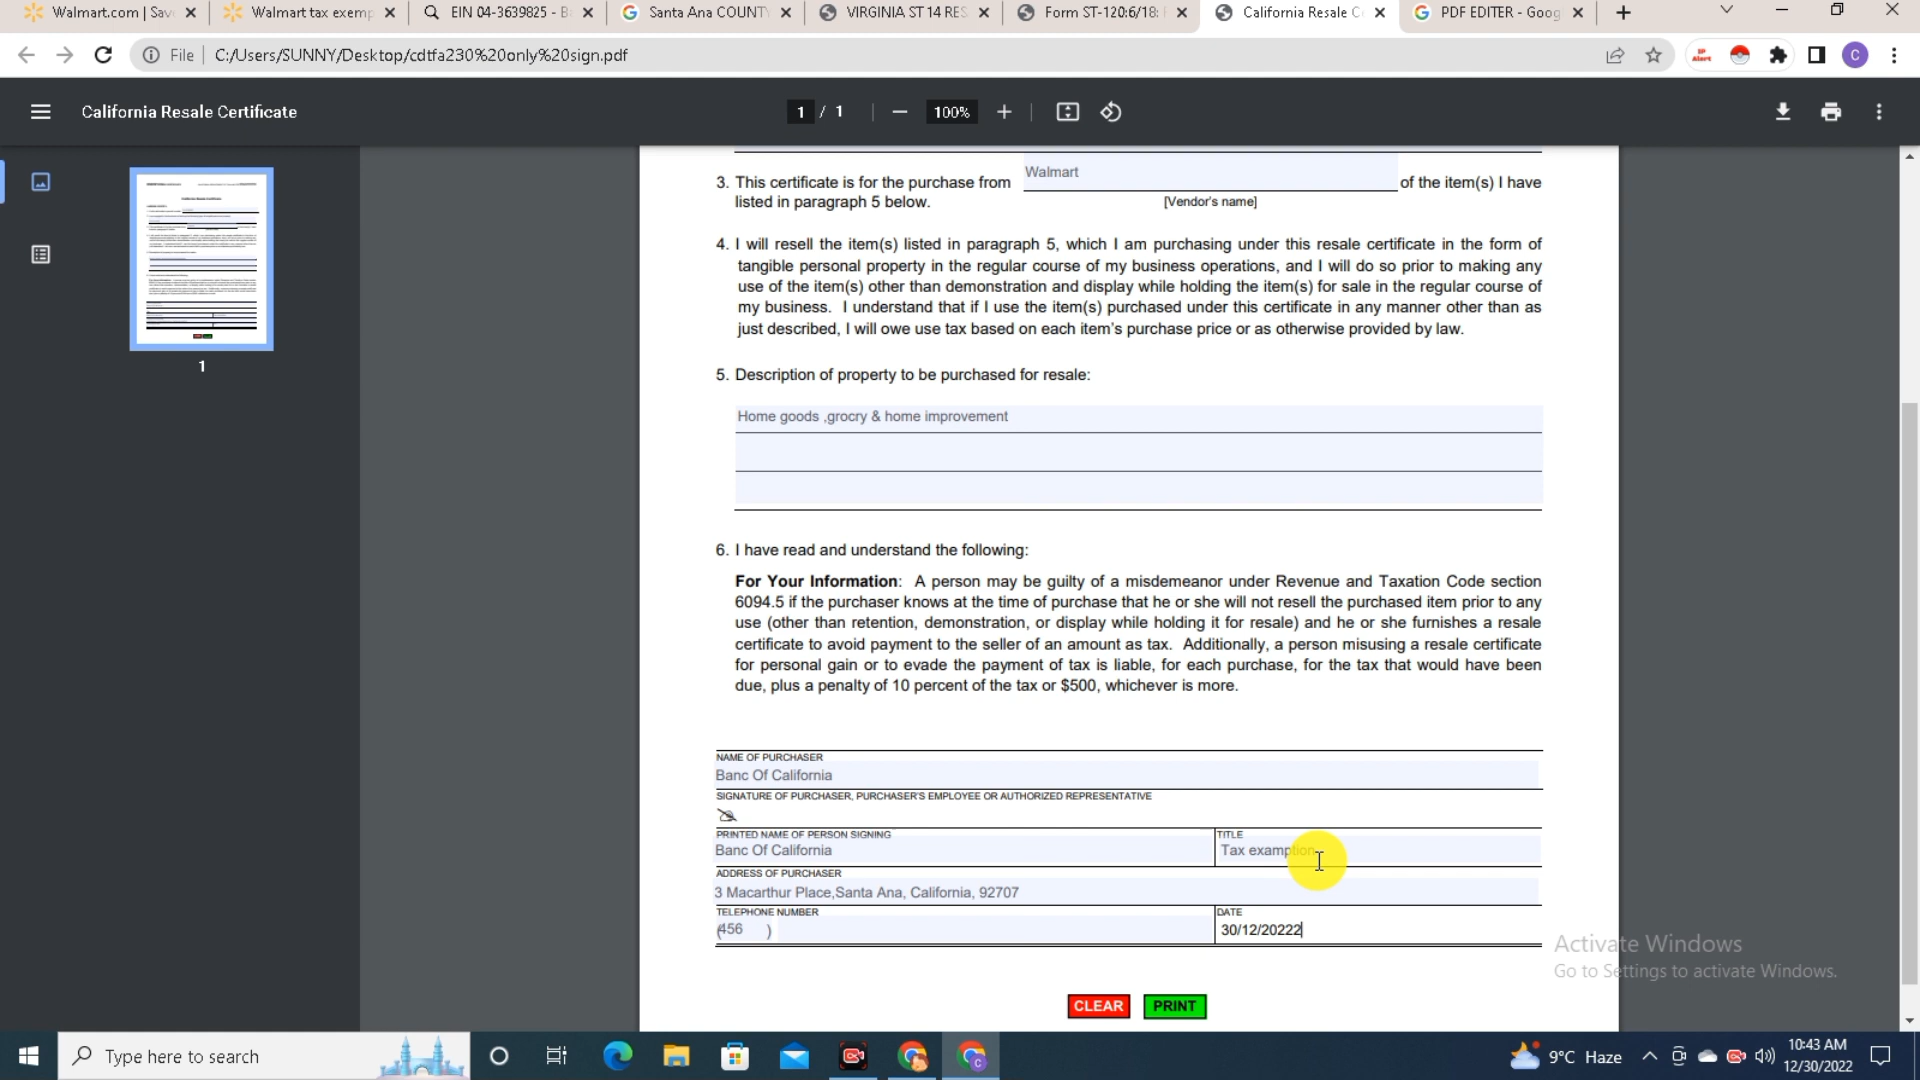 Walmart.com | Sav
Walmart tax exemp
EIN 04-3639825 - B
Santa Ana COUNT
VIRGINIA ST 14 RES
Form ST-120:6/18:
California Resale C
PDF EDITER - Goog
File
C:/Users/SUNNY/Desktop/cdtfa230%20only%20sign.pdf
IP Alert
C
California Resale Certificate
1 / 1
100%
1
3. This certificate is for the purchase from Walmart of the item(s) I have
listed in paragraph 5 below. [Vendor's name]
4. I will resell the item(s) listed in paragraph 5, which I am purchasing under this resale certificate in the form of
tangible personal property in the regular course of my business operations, and I will do so prior to making any
use of the item(s) other than demonstration and display while holding the item(s) for sale in the regular course of
my business. I understand that if I use the item(s) purchased under this certificate in any manner other than as
just described, I will owe use tax based on each item's purchase price or as otherwise provided by law.
5. Description of property to be purchased for resale:
Home goods ,grocry & home improvement
6. I have read and understand the following:
For Your Information: A person may be guilty of a misdemeanor under Revenue and Taxation Code section
6094.5 if the purchaser knows at the time of purchase that he or she will not resell the purchased item prior to any
use (other than retention, demonstration, or display while holding it for resale) and he or she furnishes a resale
certificate to avoid payment to the seller of an amount as tax. Additionally, a person misusing a resale certificate
for personal gain or to evade the payment of tax is liable, for each purchase, for the tax that would have been
due, plus a penalty of 10 percent of the tax or $500, whichever is more.
NAME OF PURCHASER
Banc Of California
SIGNATURE OF PURCHASER, PURCHASER'S EMPLOYEE OR AUTHORIZED REPRESENTATIVE
PRINTED NAME OF PERSON SIGNING
Banc Of California
TITLE
Tax examption
ADDRESS OF PURCHASER
3 Macarthur Place,Santa Ana, California, 92707
TELEPHONE NUMBER
(456 )
DATE
30/12/20222
Activate Windows
Go to Settings to activate Windows.
CLEAR
PRINT
Type here to search
9°C Haze
10:43 AM
12/30/2022